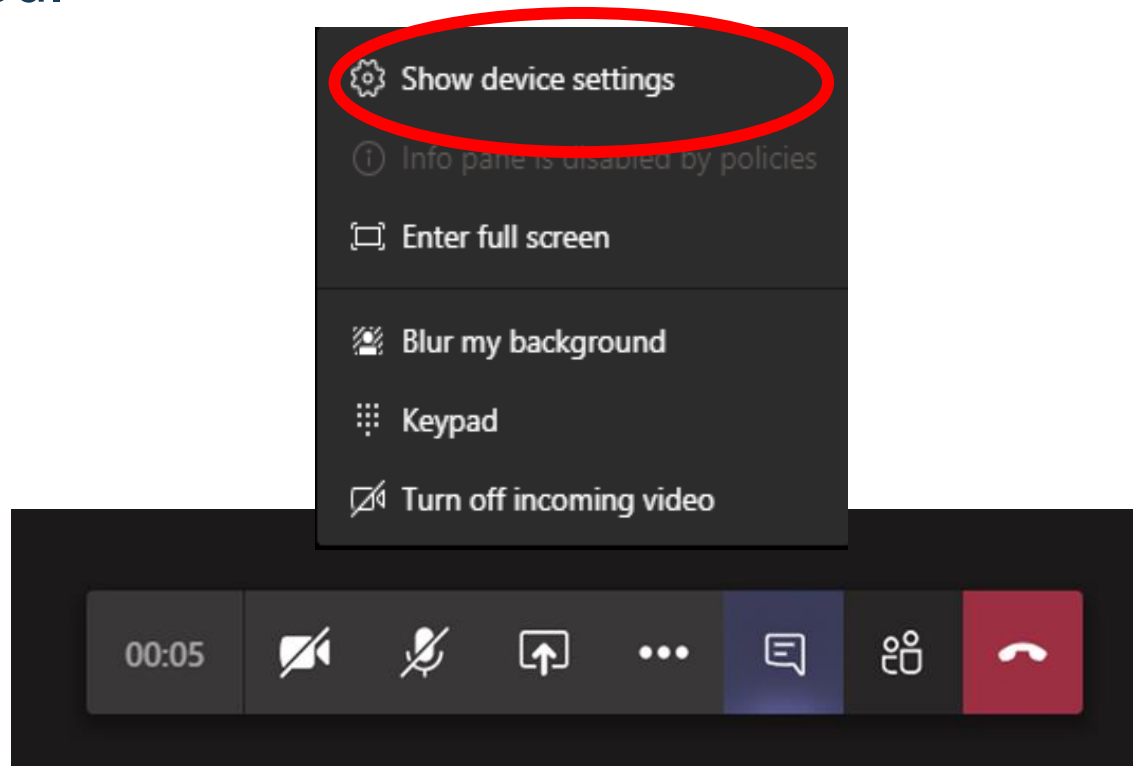 Show device settings
Info pane is disabled by policies
Enter full screen
Blur my background
Keypad
Turn off incoming video
00:05